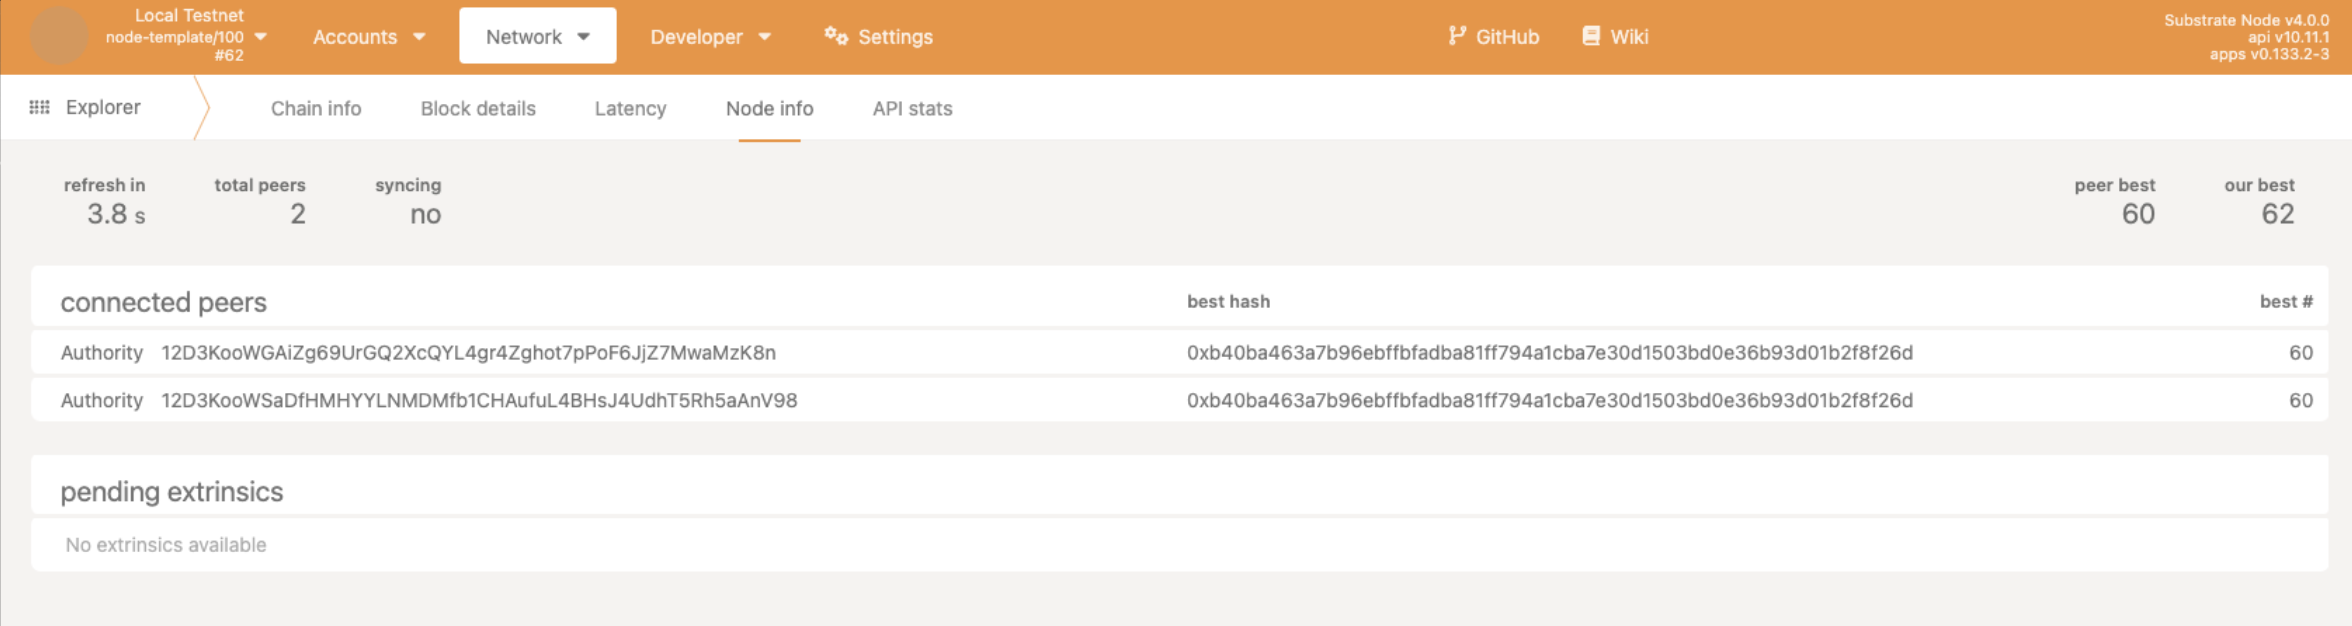 Local Testnet
node-template/100
#62
Accounts
Network
Developer
Settings
GitHub
Wiki
Substrate Node v4.0.0
api v10.11.1
apps v0.133.2-3
Explorer
Chain info
Block details
Latency
Node info
API stats
refresh in
3.8 s
total peers
2
syncing
no
peer best
60
our best
62
connected peers best hash best #
Authority 12D3KooWGAiZg69UrGQ2XcQYL4gr4Zghot7pPoF6JjZ7MwaMzK8n 0xb40ba463a7b96ebffbfadba81ff794a1cba7e30d1503bd0e36b93d01b2f8f26d 60
Authority 12D3KooWSaDfHMHYYLNMDMfb1CHAufuL4BHsJ4UdhT5Rh5aAnV98 0xb40ba463a7b96ebffbfadba81ff794a1cba7e30d1503bd0e36b93d01b2f8f26d 60
pending extrinsics
No extrinsics available